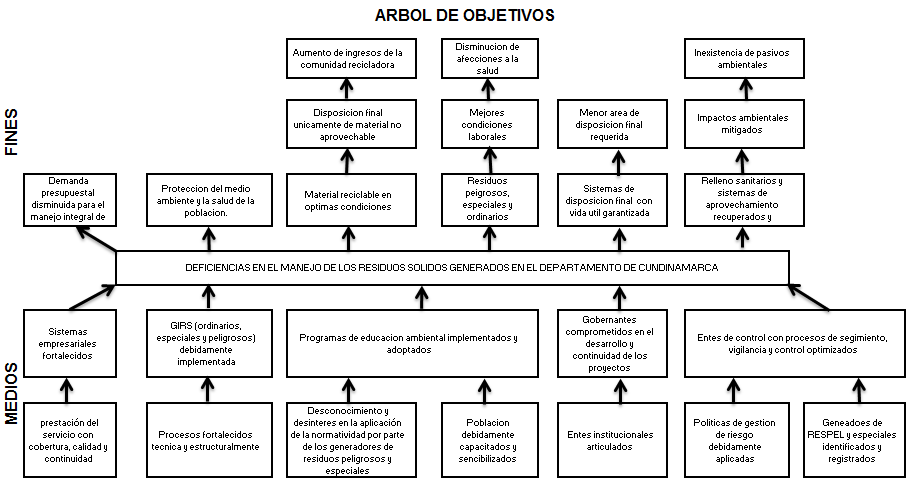 ARBOL DE OBJETIVOS
FINES
Aumento de ingresos de la
comunidad recicladora
Disminucion de
afecciones a la
salud
Inexistencia de pasivos
ambientales
Disposicion final
unicamente de material no
aprovechable
Mejores
condiciones
laborales
Menor area de
disposicion final
requerida
Impactos ambientales
mitigados
Demanda
presupuestal
disminuida para el
manejo integral de
Proteccion del medio
ambiente y la salud de la
poblacion.
Material reciclable en
optimas condiciones
Residuos
peigrosos,
especiales y
ordinarios
Sistemas de
disposicion final con
vida util garantizada
Relleno sanitarios y
sistemas de
aprovechamiento
recuperados y
DEFICIENCIAS EN EL MANEJO DE LOS RESIDUOS SOLIDOS GENERADOS EN EL DEPARTAMENTO DE CUNDINAMARCA
MEDIOS
Sistemas
empresariales
fortalecidos
GIRS (ordinarios,
especiales y peligrosos)
debidamente
implementada
Programas de educacion ambiental implementados y
adoptados
Gobernantes
comprometidos en el
desarrollo y
continuidad de los
proyectos
Entes de control con procesos de segimiento,
vigilancia y control optimizados
prestación del
servicio con
cobertura, calidad y
continuidad
Procesos fortalecidos
tecnica y estructuralmente
Desconocimiento y
desinteres en la aplicación
de la normatividad por parte
de los generadores de
residuos peligrosos y
especiales
Poblacion
debidamente
capacitados y
sencibilizados
Entes institucionales
articulados
Politicas de gestion
de riesgo
debidamente
aplicadas
Geneadoes de
RESPEL y especiales
identificados y
registrados